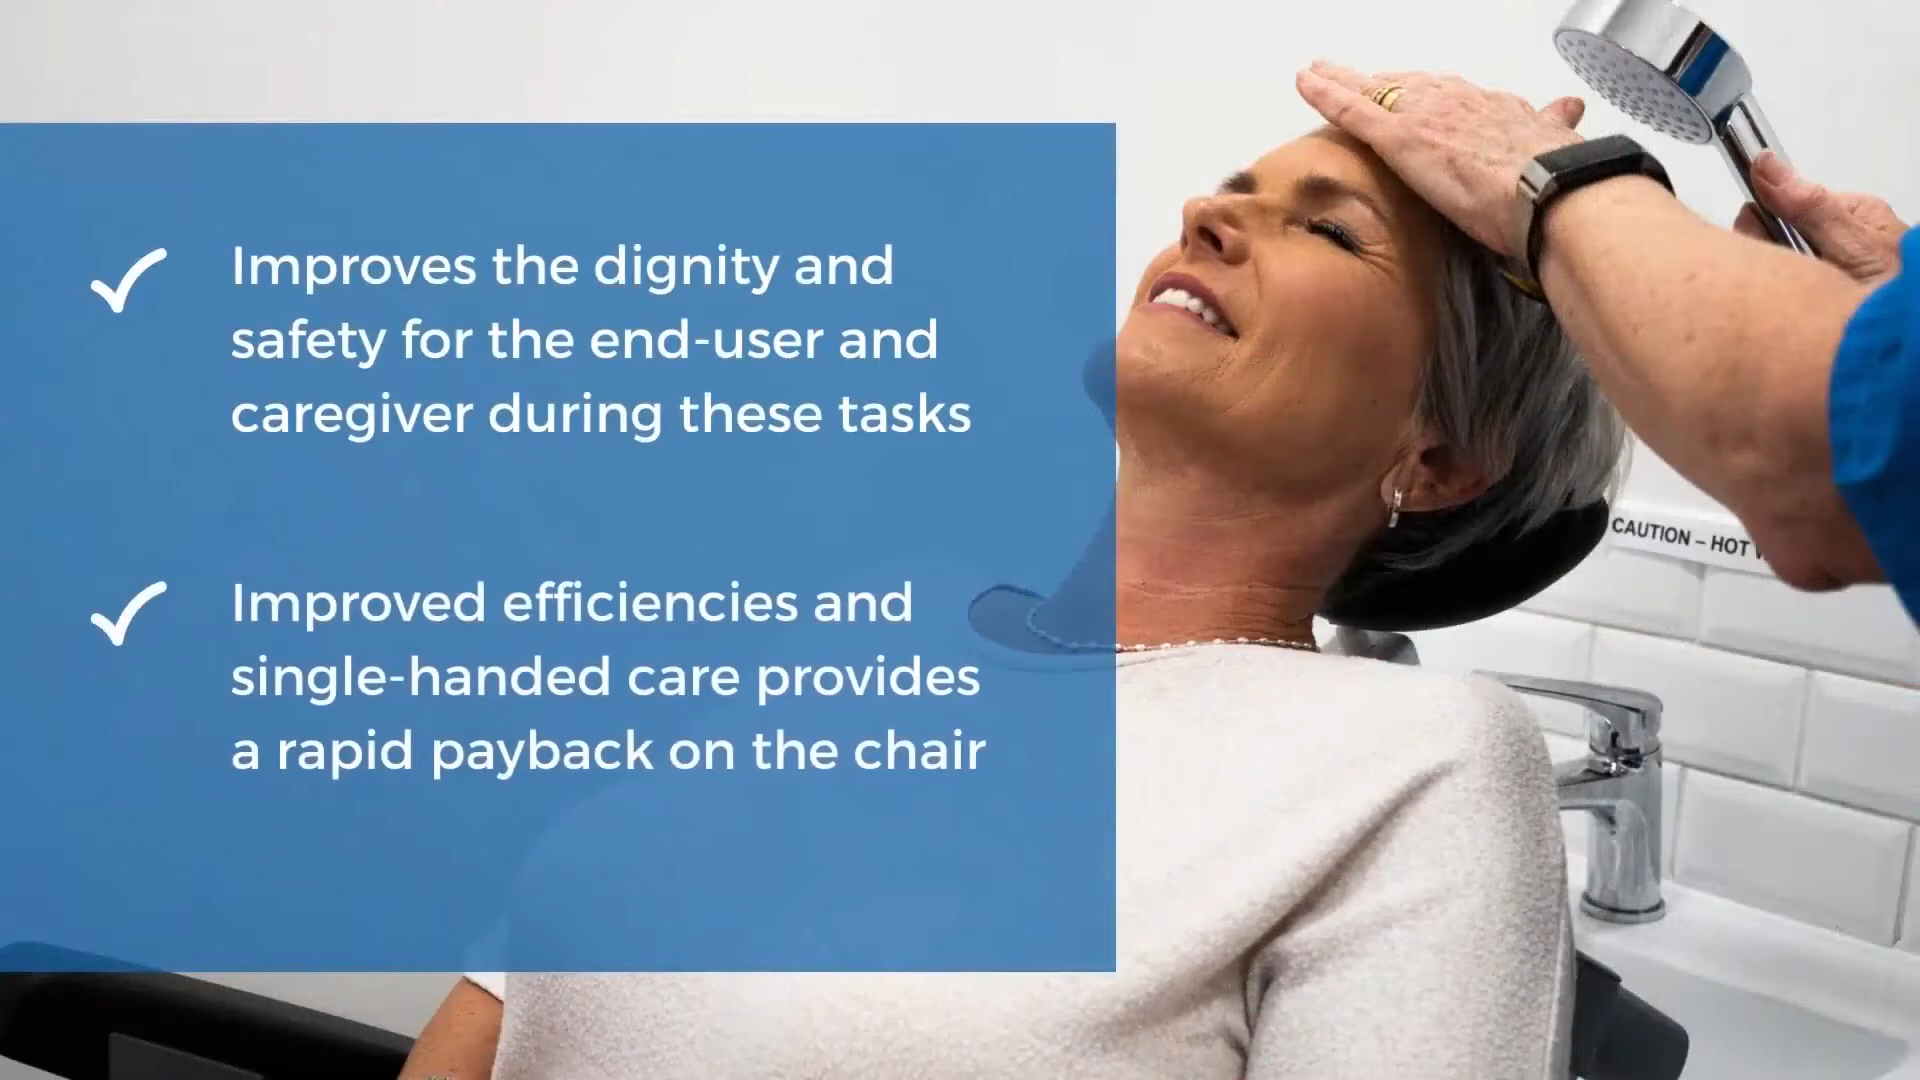 Improves the dignity and
safety for the end-user and
caregiver during these tasks
Improved efficiencies and
single-handed care provides
a rapid payback on the chair
CAUTION – HOT